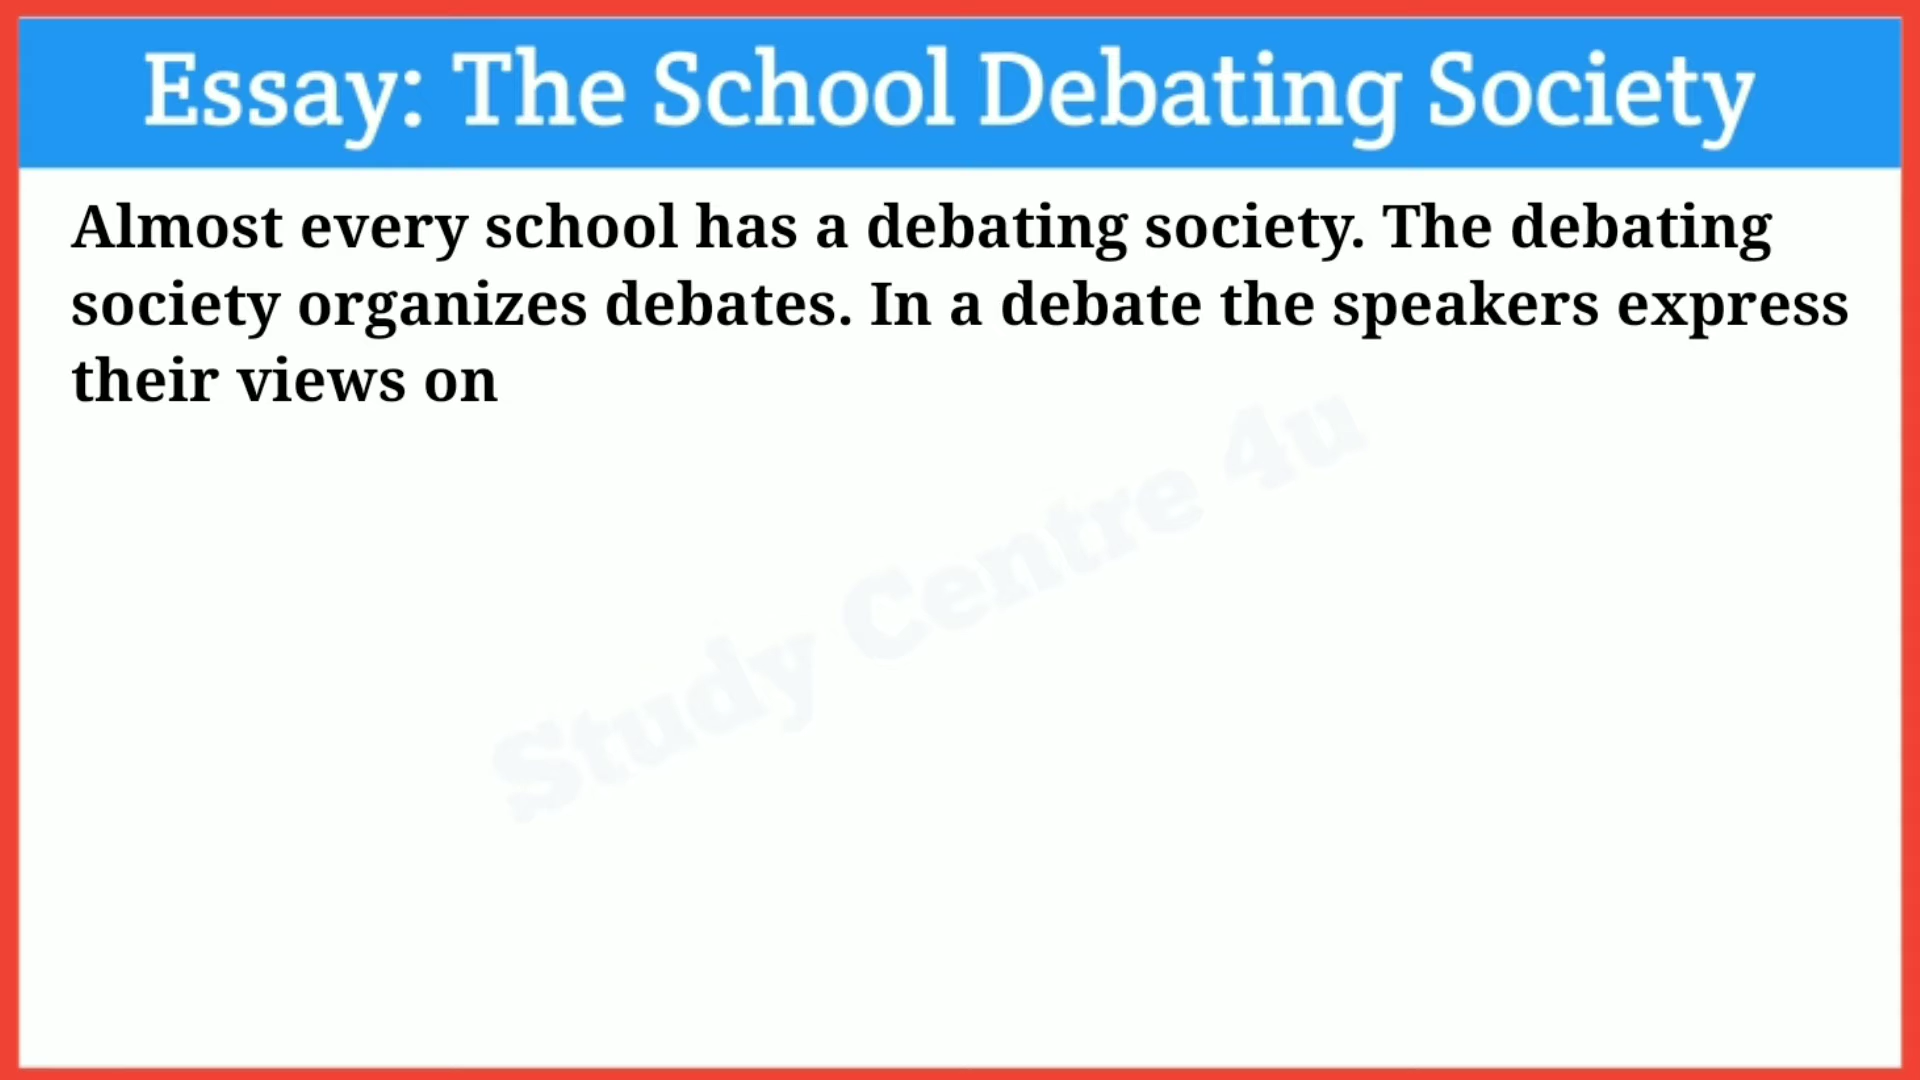 Essay: The School Debating Society
Almost every school has a debating society. The debating
society organizes debates. In a debate the speakers express
their views on
Study Centre 4u